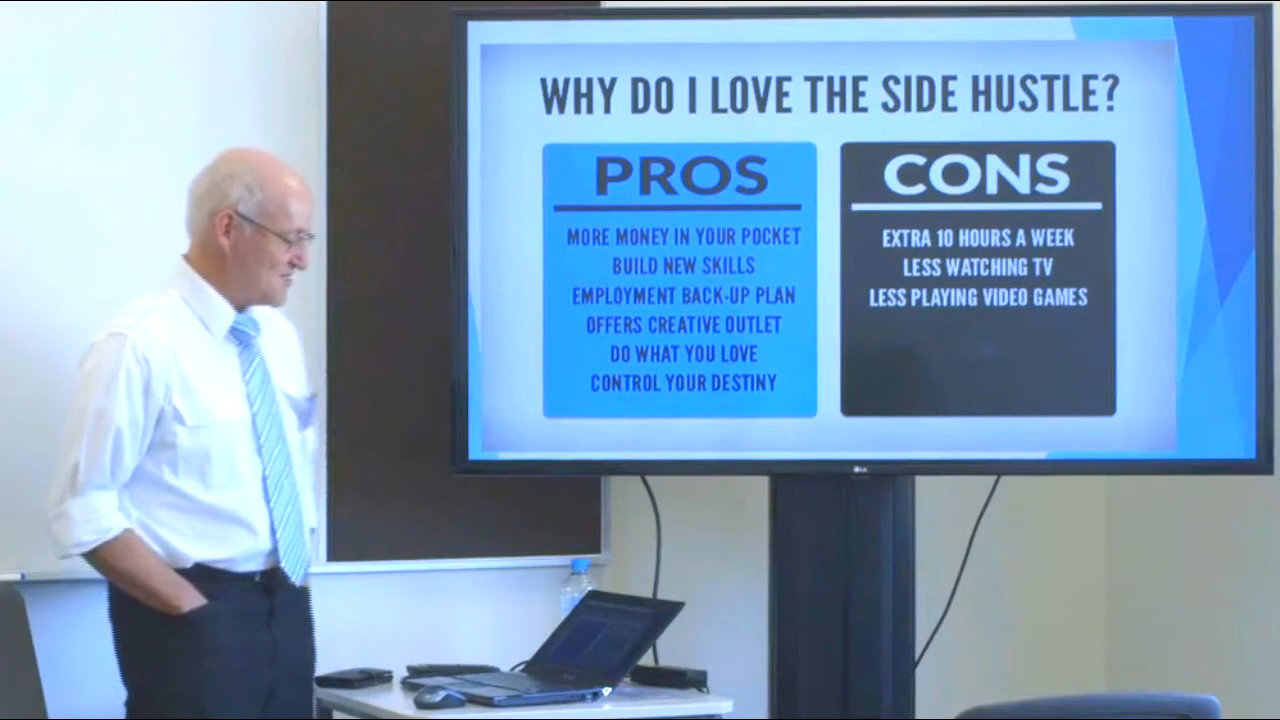 WHY DO I LOVE THE SIDE HUSTLE?
PROS
MORE MONEY IN YOUR POCKET
BUILD NEW SKILLS
EMPLOYMENT BACK-UP PLAN
OFFERS CREATIVE OUTLET
DO WHAT YOU LOVE
CONTROL YOUR DESTINY
CONS
EXTRA 10 HOURS A WEEK
LESS WATCHING TV
LESS PLAYING VIDEO GAMES
LG